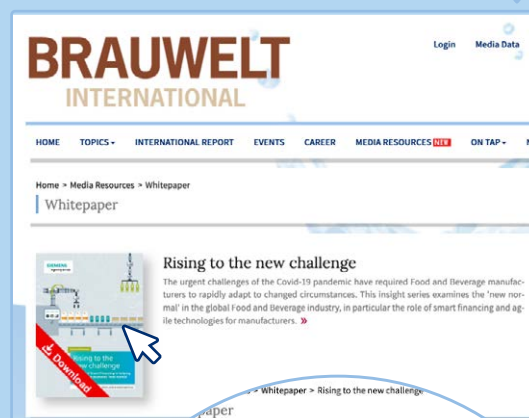 BRAUWELT
INTERNATIONAL
Login Media Data
HOME TOPICS INTERNATIONAL REPORT EVENTS CAREER MEDIA RESOURCES NEW ON TAP
Home > Media Resources > Whitepaper
Whitepaper
SIEMENS
Rising to the new challenge
The urgent challenges of the Covid-19 pandemic have required Food and Beverage manufac-
turers to rapidly adapt to changed circumstances. This insight series examines the 'new nor-
mal' in the global Food and Beverage industry, in particular the role of smart financing and ag-
ile technologies for manufacturers. »
Rising to the
new challenge
Download
> Whitepaper > Rising to the new challenge